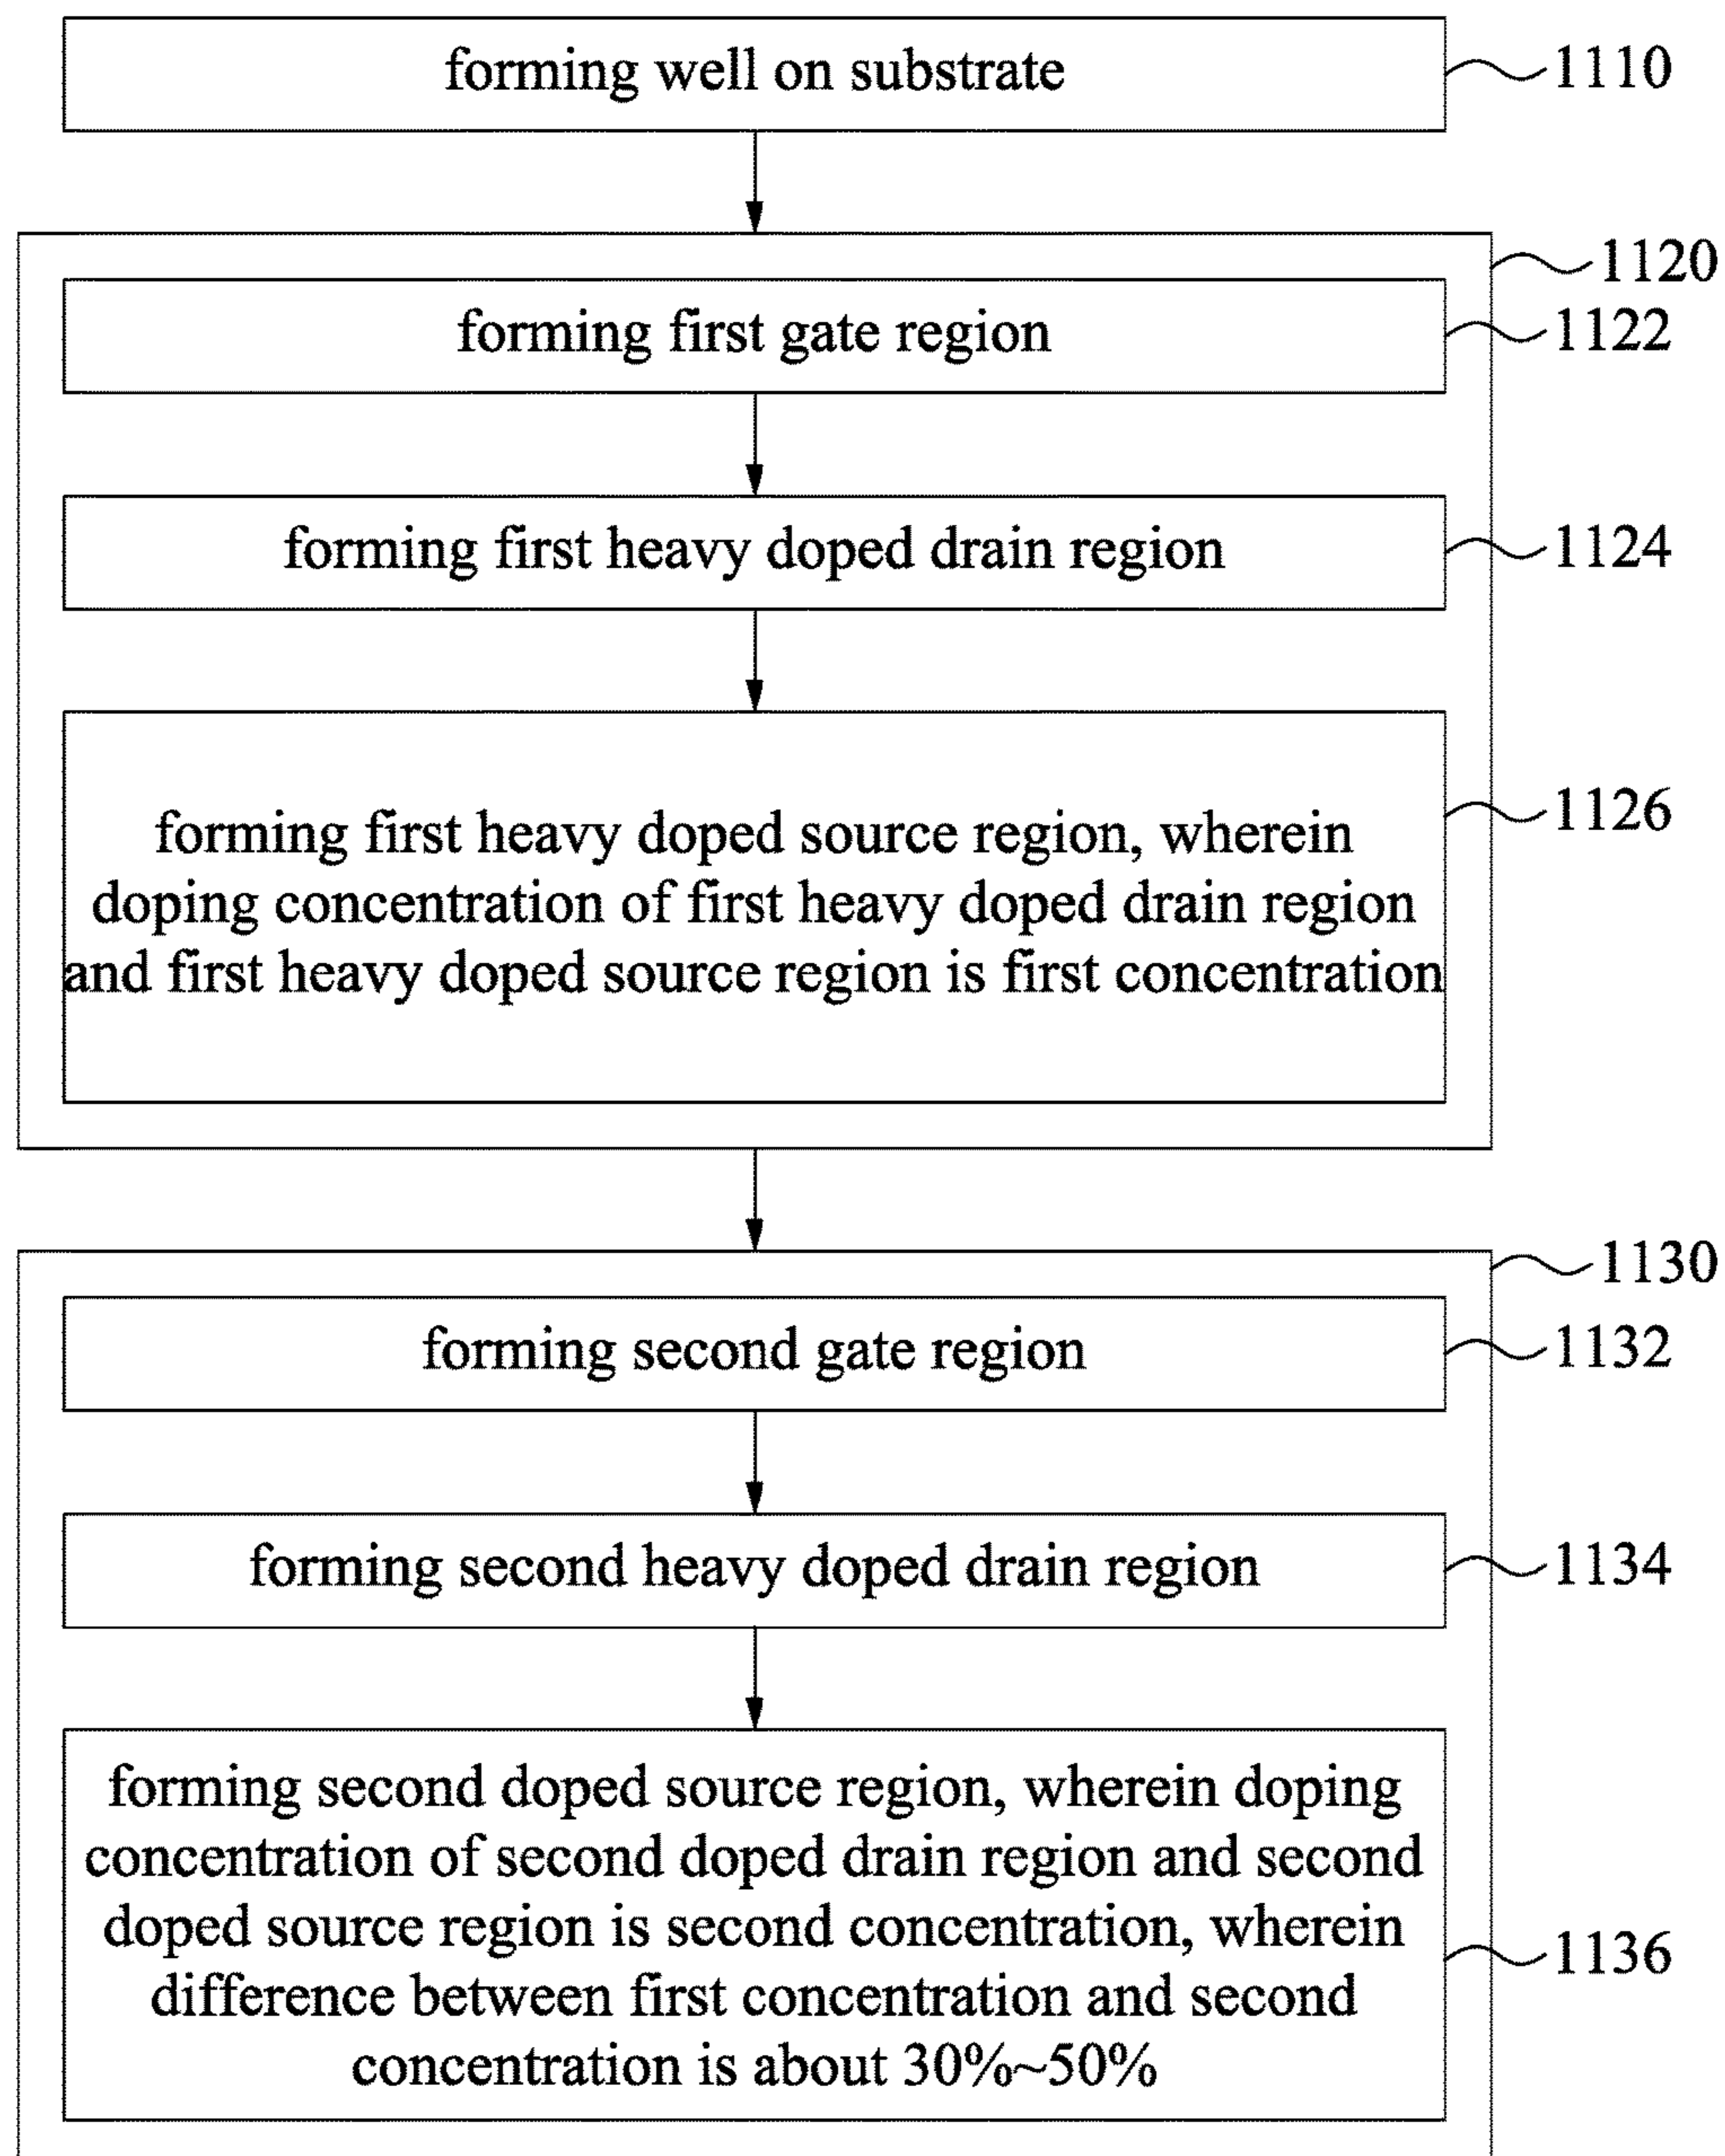 forming well on substrate
1110
1120
forming first gate region
1122
forming first heavy doped drain region
1124
forming first heavy doped source region, wherein
doping concentration of first heavy doped drain region
and first heavy doped source region is first concentration
1126
1130
forming second gate region
1132
forming second heavy doped drain region
1134
forming second doped source region, wherein doping
concentration of second doped drain region and second
doped source region is second concentration, wherein
difference between first concentration and second
concentration is about 30%~50%
1136